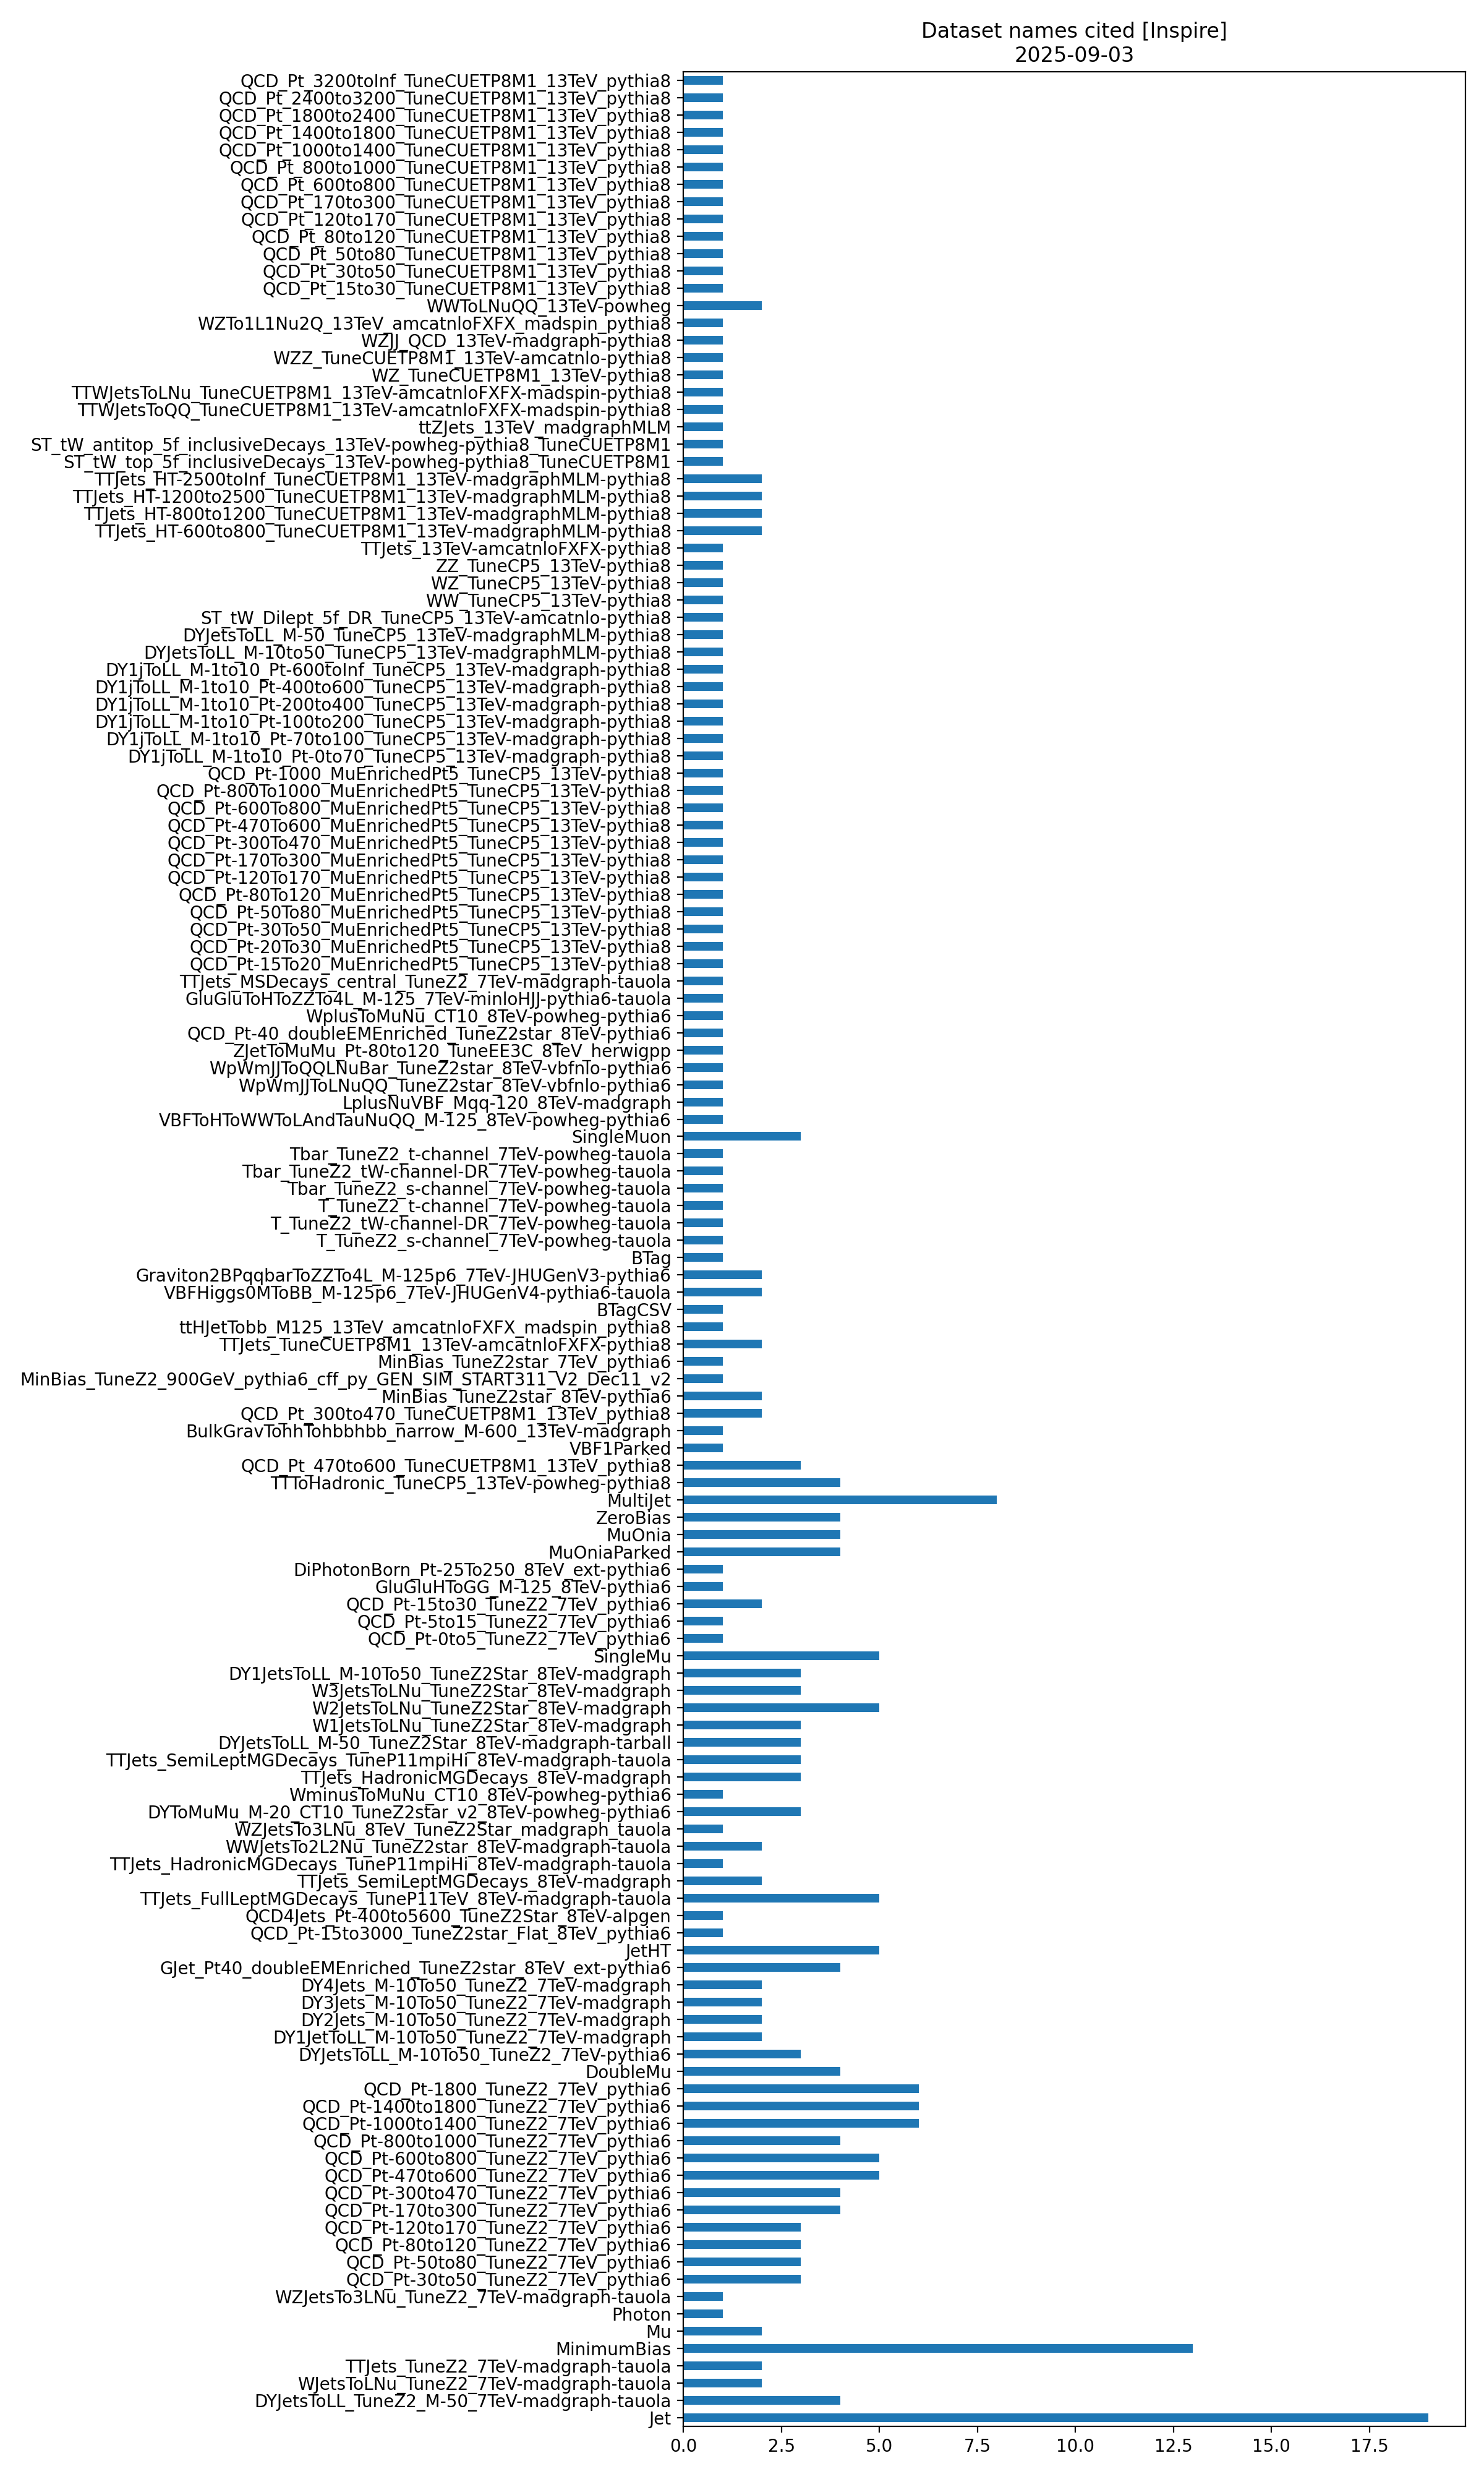 Dataset names cited [Inspire]
2025-09-03
QCD_Pt_3200toInf_TuneCUETP8M1_13TeV_pythia8
QCD_Pt_2400to3200_TuneCUETP8M1_13TeV_pythia8
QCD_Pt_1800to2400_TuneCUETP8M1_13TeV_pythia8
QCD_Pt_1400to1800_TuneCUETP8M1_13TeV_pythia8
QCD_Pt_1000to1400_TuneCUETP8M1_13TeV_pythia8
QCD_Pt_800to1000_TuneCUETP8M1_13TeV_pythia8
QCD_Pt_600to800_TuneCUETP8M1_13TeV_pythia8
QCD_Pt_170to300_TuneCUETP8M1_13TeV_pythia8
QCD_Pt_120to170_TuneCUETP8M1_13TeV_pythia8
QCD_Pt_80to120_TuneCUETP8M1_13TeV_pythia8
QCD_Pt_50to80_TuneCUETP8M1_13TeV_pythia8
QCD_Pt_30to50_TuneCUETP8M1_13TeV_pythia8
QCD_Pt_15to30_TuneCUETP8M1_13TeV_pythia8
WWToLNuQQ_13TeV-powheg
WZTo1L1Nu2Q_13TeV_amcatnloFXFX_madspin_pythia8
WZJJ_QCD_13TeV-madgraph-pythia8
WZZ_TuneCUETP8M1_13TeV-amcatnlo-pythia8
WZ_TuneCUETP8M1_13TeV-pythia8
TTWJetsToLNu_TuneCUETP8M1_13TeV-amcatnloFXFX-madspin-pythia8
TTWJetsToQQ_TuneCUETP8M1_13TeV-amcatnloFXFX-madspin-pythia8
ttZJets_13TeV_madgraphMLM
ST_tW_antitop_5f_inclusiveDecays_13TeV-powheg-pythia8_TuneCUETP8M1
ST_tW_top_5f_inclusiveDecays_13TeV-powheg-pythia8_TuneCUETP8M1
TTJets_HT-2500toInf_TuneCUETP8M1_13TeV-madgraphMLM-pythia8
TTJets_HT-1200to2500_TuneCUETP8M1_13TeV-madgraphMLM-pythia8
TTJets_HT-800to1200_TuneCUETP8M1_13TeV-madgraphMLM-pythia8
TTJets_HT-600to800_TuneCUETP8M1_13TeV-madgraphMLM-pythia8
TTJets_13TeV-amcatnloFXFX-pythia8
ZZ_TuneCP5_13TeV-pythia8
WZ_TuneCP5_13TeV-pythia8
WW_TuneCP5_13TeV-pythia8
ST_tW_Dilept_5f_DR_TuneCP5_13TeV-amcatnlo-pythia8
DYJetsToLL_M-50_TuneCP5_13TeV-madgraphMLM-pythia8
DYJetsToLL_M-10to50_TuneCP5_13TeV-madgraphMLM-pythia8
DY1jToLL_M-1to10_Pt-600toInf_TuneCP5_13TeV-madgraph-pythia8
DY1jToLL_M-1to10_Pt-400to600_TuneCP5_13TeV-madgraph-pythia8
DY1jToLL_M-1to10_Pt-200to400_TuneCP5_13TeV-madgraph-pythia8
DY1jToLL_M-1to10_Pt-100to200_TuneCP5_13TeV-madgraph-pythia8
DY1jToLL_M-1to10_Pt-70to100_TuneCP5_13TeV-madgraph-pythia8
DY1jToLL_M-1to10_Pt-0to70_TuneCP5_13TeV-madgraph-pythia8
QCD_Pt-1000_MuEnrichedPt5_TuneCP5_13TeV-pythia8
QCD_Pt-800To1000_MuEnrichedPt5_TuneCP5_13TeV-pythia8
QCD_Pt-600To800_MuEnrichedPt5_TuneCP5_13TeV-pythia8
QCD_Pt-470To600_MuEnrichedPt5_TuneCP5_13TeV-pythia8
QCD_Pt-300To470_MuEnrichedPt5_TuneCP5_13TeV-pythia8
QCD_Pt-170To300_MuEnrichedPt5_TuneCP5_13TeV-pythia8
QCD_Pt-120To170_MuEnrichedPt5_TuneCP5_13TeV-pythia8
QCD_Pt-80To120_MuEnrichedPt5_TuneCP5_13TeV-pythia8
QCD_Pt-50To80_MuEnrichedPt5_TuneCP5_13TeV-pythia8
QCD_Pt-30To50_MuEnrichedPt5_TuneCP5_13TeV-pythia8
QCD_Pt-20To30_MuEnrichedPt5_TuneCP5_13TeV-pythia8
QCD_Pt-15To20_MuEnrichedPt5_TuneCP5_13TeV-pythia8
TTJets_MSDecays_central_TuneZ2_7TeV-madgraph-tauola
GluGluToHToZZTo4L_M-125_7TeV-minloHJJ-pythia6-tauola
WplusToMuNu_CT10_8TeV-powheg-pythia6
QCD_Pt-40_doubleEMEnriched_TuneZ2star_8TeV-pythia6
ZJetToMuMu_Pt-80to120_TuneEE3C_8TeV_herwigpp
WpWmJJToQQLNuBar_TuneZ2star_8TeV-vbfnlo-pythia6
WpWmJJToLNuQQ_TuneZ2star_8TeV-vbfnlo-pythia6
LplusNuVBF_Mqq-120_8TeV-madgraph
VBFToHToWWToLAndTauNuQQ_M-125_8TeV-powheg-pythia6
SingleMuon
Tbar_TuneZ2_t-channel_7TeV-powheg-tauola
Tbar_TuneZ2_tW-channel-DR_7TeV-powheg-tauola
Tbar_TuneZ2_s-channel_7TeV-powheg-tauola
T_TuneZ2_t-channel_7TeV-powheg-tauola
T_TuneZ2_tW-channel-DR_7TeV-powheg-tauola
T_TuneZ2_s-channel_7TeV-powheg-tauola
BTag
Graviton2BPqqbarToZZTo4L_M-125p6_7TeV-JHUGenV3-pythia6
VBFHiggs0MToBB_M-125p6_7TeV-JHUGenV4-pythia6-tauola
BTagCSV
ttHJetTobb_M125_13TeV_amcatnloFXFX_madspin_pythia8
TTJets_TuneCUETP8M1_13TeV-amcatnloFXFX-pythia8
MinBias_TuneZ2star_7TeV_pythia6
MinBias_TuneZ2_900GeV_pythia6_cff_py_GEN_SIM_START311_V2_Dec11_v2
MinBias_TuneZ2star_8TeV-pythia6
QCD_Pt_300to470_TuneCUETP8M1_13TeV_pythia8
BulkGravTohhTohbbhbb_narrow_M-600_13TeV-madgraph
VBF1Parked
QCD_Pt_470to600_TuneCUETP8M1_13TeV_pythia8
TTToHadronic_TuneCP5_13TeV-powheg-pythia8
MultiJet
ZeroBias
MuOnia
MuOniaParked
DiPhotonBorn_Pt-25To250_8TeV_ext-pythia6
GluGluHToGG_M-125_8TeV-pythia6
QCD_Pt-15to30_TuneZ2_7TeV_pythia6
QCD_Pt-5to15_TuneZ2_7TeV_pythia6
QCD_Pt-0to5_TuneZ2_7TeV_pythia6
SingleMu
DY1JetsToLL_M-10To50_TuneZ2Star_8TeV-madgraph
W3JetsToLNu_TuneZ2Star_8TeV-madgraph
W2JetsToLNu_TuneZ2Star_8TeV-madgraph
W1JetsToLNu_TuneZ2Star_8TeV-madgraph
DYJetsToLL_M-50_TuneZ2Star_8TeV-madgraph-tarball
TTJets_SemiLeptMGDecays_TuneP11mpiHi_8TeV-madgraph-tauola
TTJets_HadronicMGDecays_8TeV-madgraph
WminusToMuNu_CT10_8TeV-powheg-pythia6
DYToMuMu_M-20_CT10_TuneZ2star_v2_8TeV-powheg-pythia6
WZJetsTo3LNu_8TeV_TuneZ2Star_madgraph_tauola
WWJetsTo2L2Nu_TuneZ2star_8TeV-madgraph-tauola
TTJets_HadronicMGDecays_TuneP11mpiHi_8TeV-madgraph-tauola
TTJets_SemiLeptMGDecays_8TeV-madgraph
TTJets_FullLeptMGDecays_TuneP11TeV_8TeV-madgraph-tauola
QCD4Jets_Pt-400to5600_TuneZ2Star_8TeV-alpgen
QCD_Pt-15to3000_TuneZ2star_Flat_8TeV_pythia6
JetHT
GJet_Pt40_doubleEMEnriched_TuneZ2star_8TeV_ext-pythia6
DY4Jets_M-10To50_TuneZ2_7TeV-madgraph
DY3Jets_M-10To50_TuneZ2_7TeV-madgraph
DY2Jets_M-10To50_TuneZ2_7TeV-madgraph
DY1JetToLL_M-10To50_TuneZ2_7TeV-madgraph
DYJetsToLL_M-10To50_TuneZ2_7TeV-pythia6
DoubleMu
QCD_Pt-1800_TuneZ2_7TeV_pythia6
QCD_Pt-1400to1800_TuneZ2_7TeV_pythia6
QCD_Pt-1000to1400_TuneZ2_7TeV_pythia6
QCD_Pt-800to1000_TuneZ2_7TeV_pythia6
QCD_Pt-600to800_TuneZ2_7TeV_pythia6
QCD_Pt-470to600_TuneZ2_7TeV_pythia6
QCD_Pt-300to470_TuneZ2_7TeV_pythia6
QCD_Pt-170to300_TuneZ2_7TeV_pythia6
QCD_Pt-120to170_TuneZ2_7TeV_pythia6
QCD_Pt-80to120_TuneZ2_7TeV_pythia6
QCD_Pt-50to80_TuneZ2_7TeV_pythia6
QCD_Pt-30to50_TuneZ2_7TeV_pythia6
WZJetsTo3LNu_TuneZ2_7TeV-madgraph-tauola
Photon
Mu
MinimumBias
TTJets_TuneZ2_7TeV-madgraph-tauola
WJetsToLNu_TuneZ2_7TeV-madgraph-tauola
DYJetsToLL_TuneZ2_M-50_7TeV-madgraph-tauola
Jet
0.0 2.5 5.0 7.5 10.0 12.5 15.0 17.5